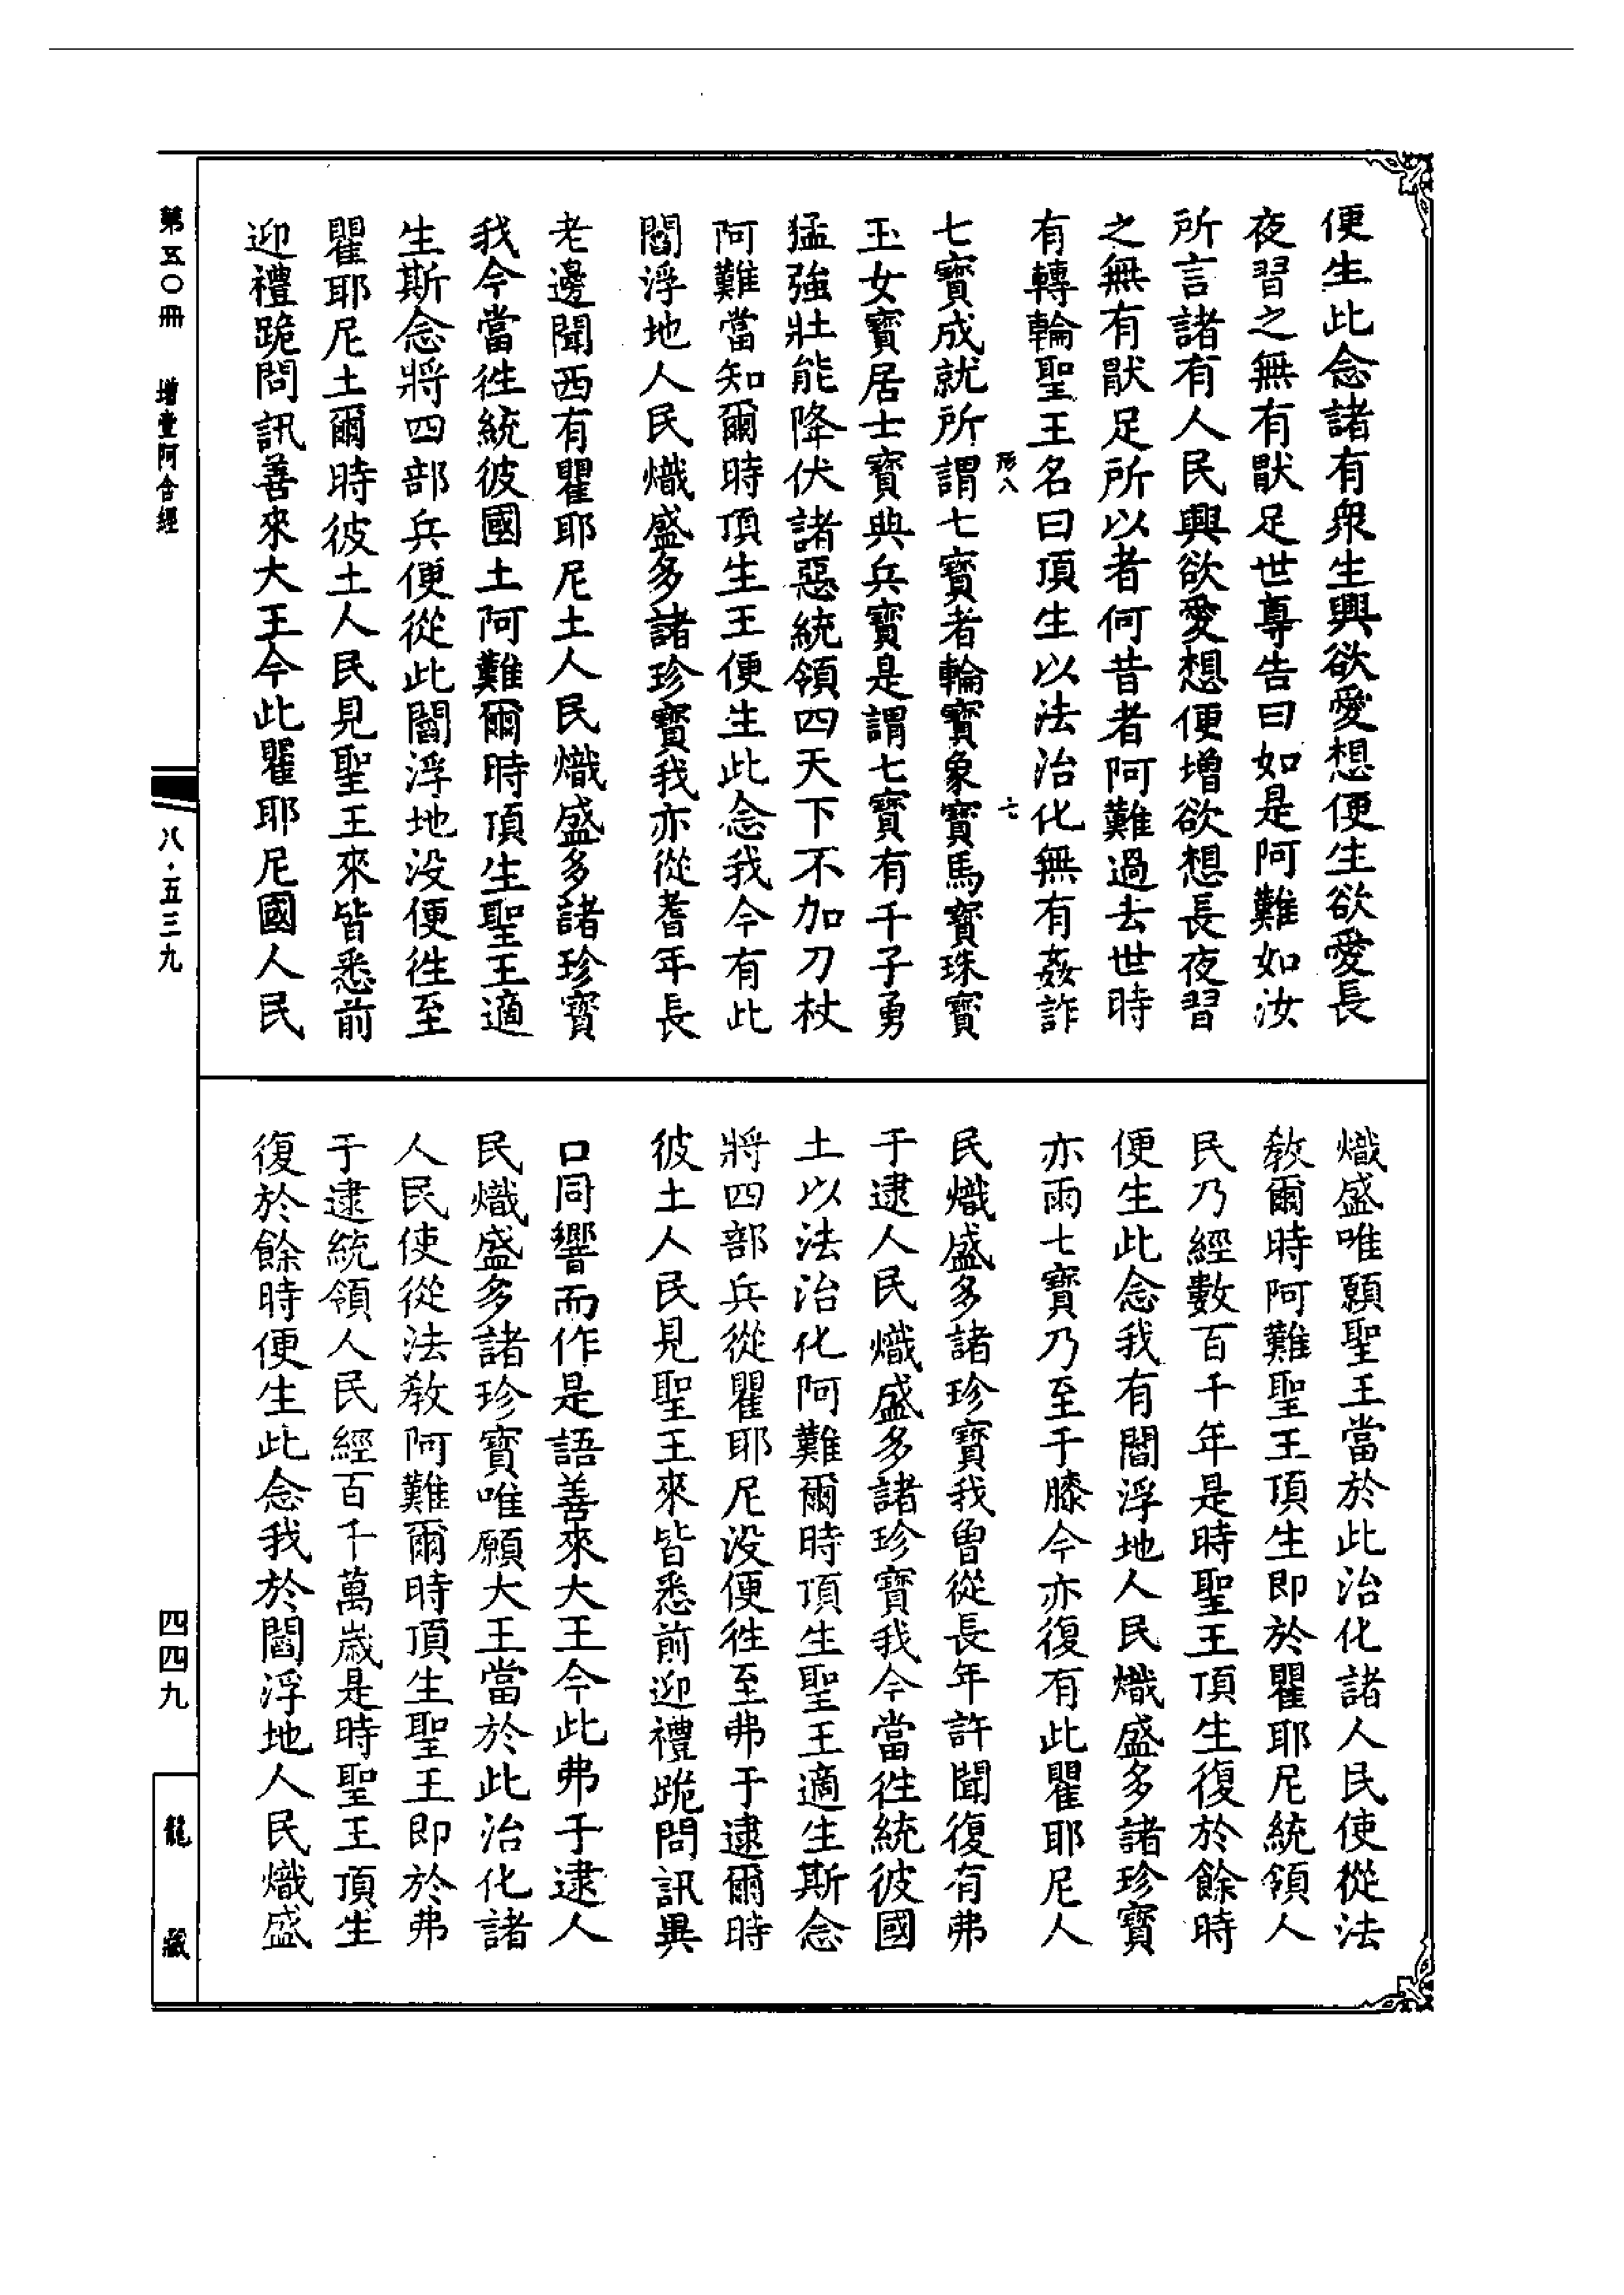 便生此念諸有衆生興欲愛想便生欲愛長
夜習之無有猒足世尊告曰如是阿難如汝
所言諸有人民興欲愛想便增欲想長夜習
之無有猒足所以者何昔者阿難過去世時
有轉輪聖王名曰頂生以法治化無有姦詐
形八
七
七寶成就所謂七寶者輪寶象寶馬寶珠寶
玉女寶居士寶典兵寶是謂七寶有千子勇
猛強壯能降伏諸惡統領四天下不加刀杖
阿難當知爾時頂生王便生此念我今有此
閻浮地人民熾盛多諸珍寶我亦從耆年長
老邊聞西有瞿耶尼土人民熾盛多諸珍寶
我今當徃統彼國土阿難爾時頂生聖王適
生斯念將四部兵便從此閻浮地没便徃至
瞿耶尼土爾時彼土人民見聖王來皆悉前
迎禮跪問訊善來大王今此瞿耶尼國人民
熾盛唯願聖王當於此治化諸人民使從法
敎爾時阿難聖王頂生即於瞿耶尼統領人
民乃經數百千年是時聖王頂生復於餘時
便生此念我有閻浮地人民熾盛多諸珍寶
亦雨七寶乃至于膝今亦復有此瞿耶尼人
民熾盛多諸珍寶我曽從長年許聞復有弗
于逮人民熾盛多諸珍寶我今當徃統彼國
土以法治化阿難爾時頂生聖王適生斯念
將四部兵從瞿耶尼没便徃至弗于逮爾時
彼土人民見聖王來皆悉前迎禮跪問訊異
口同響而作是語善來大王今此弗于逮人
民熾盛多諸珍寶唯願大王當於此治化諸
人民使從法敎阿難爾時頂生聖王即於弗
于逮統領人民經百千萬歲是時聖王頂生
復於餘時便生此念我於閻浮地人民熾盛
第五〇冊 增壹阿含經
八·五三九
四四九
龍藏